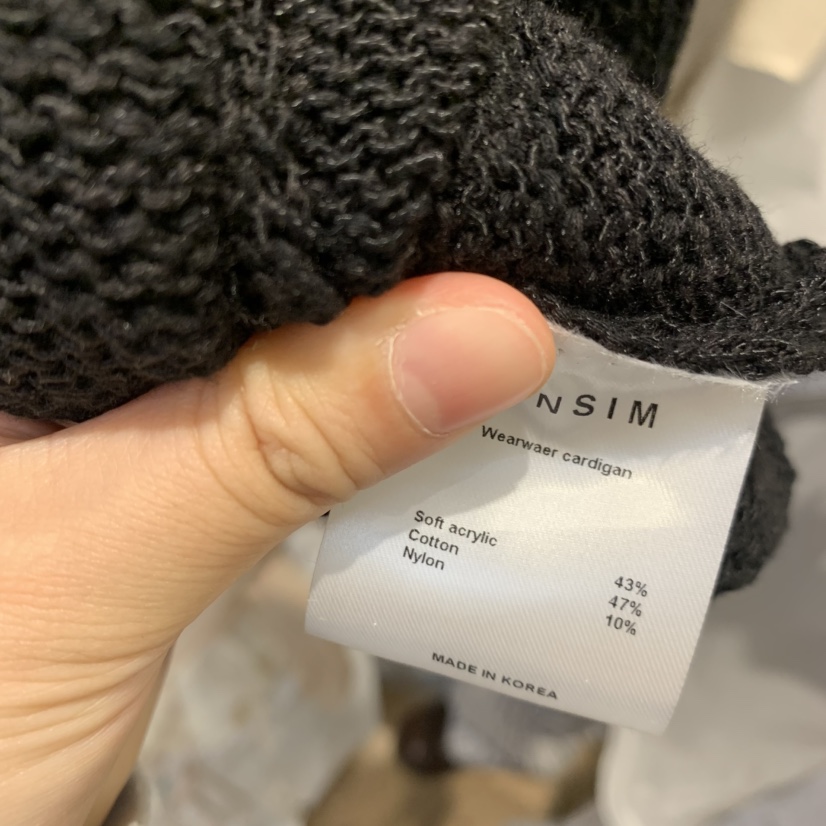 NSIM
Wearwaer cardigan
Soft acrylic 43%
Cotton 47%
Nylon 10%
MADE IN KOREA